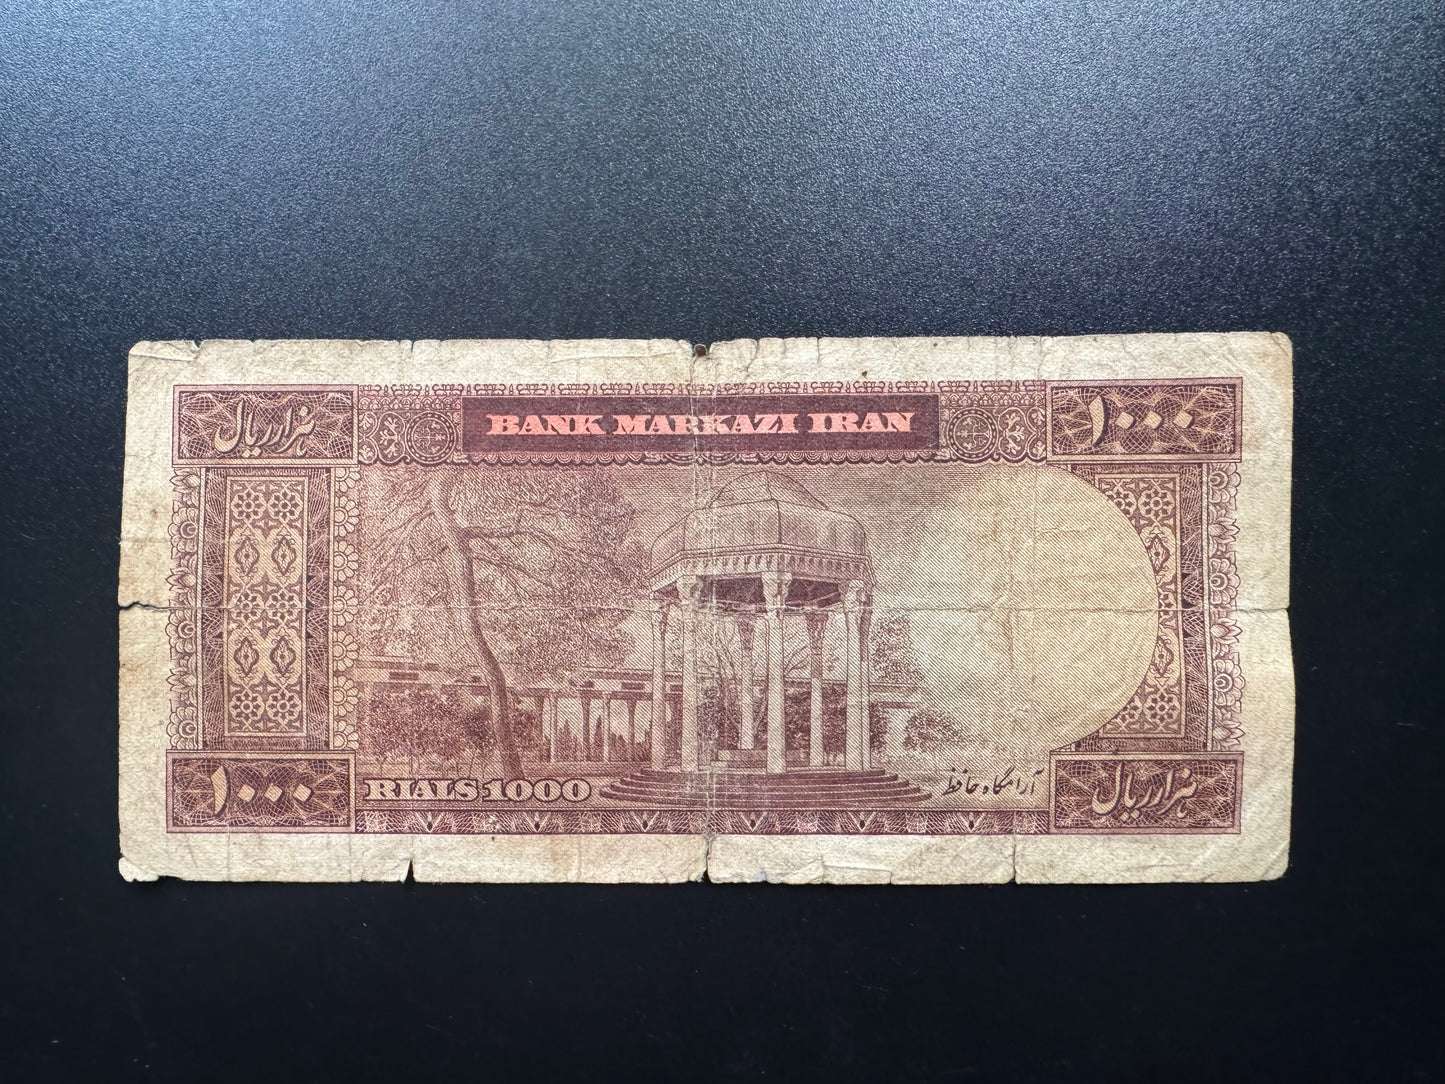 هزار ریال
BANK MARKAZI IRAN
۱۰۰۰
۱۰۰۰
RIALS 1000
آرامگاه حافظ
هزار ریال